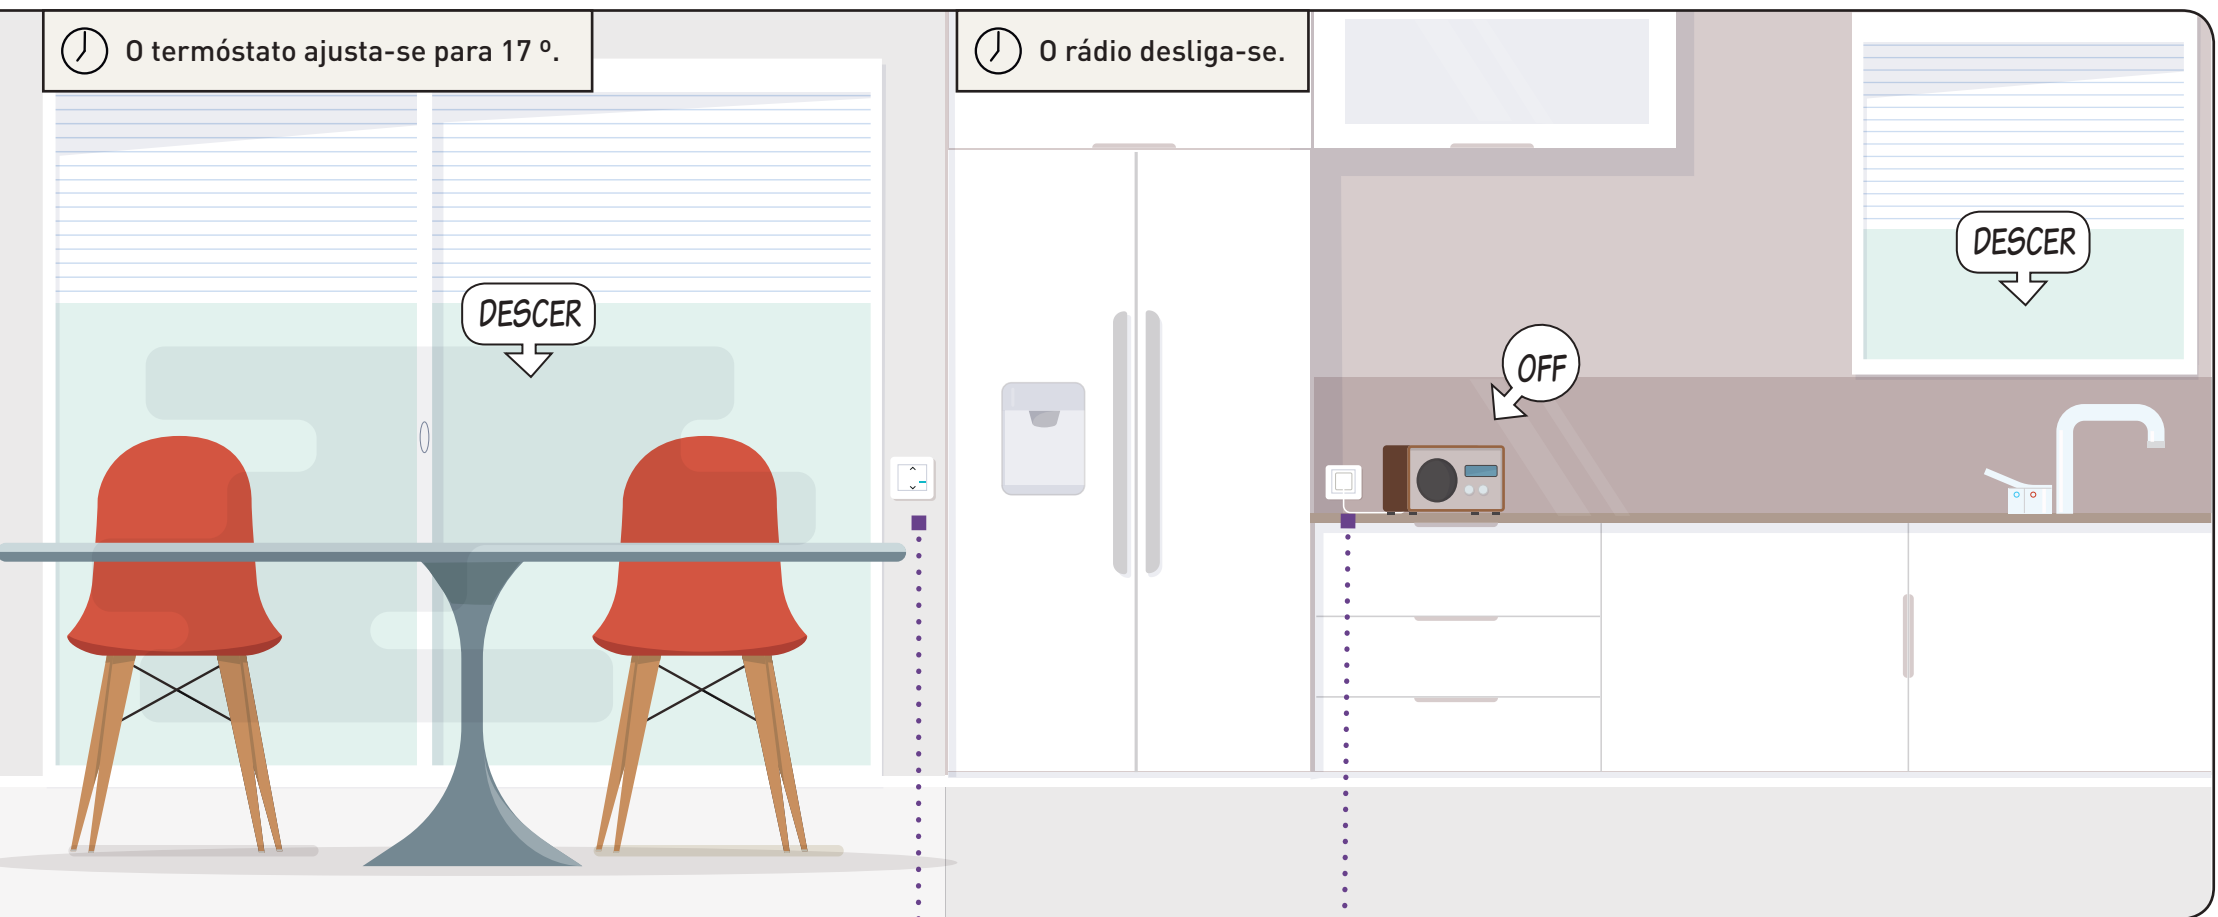 O termóstato ajusta-se para 17 º.
O rádio desliga-se.
DESCER
DESCER
OFF